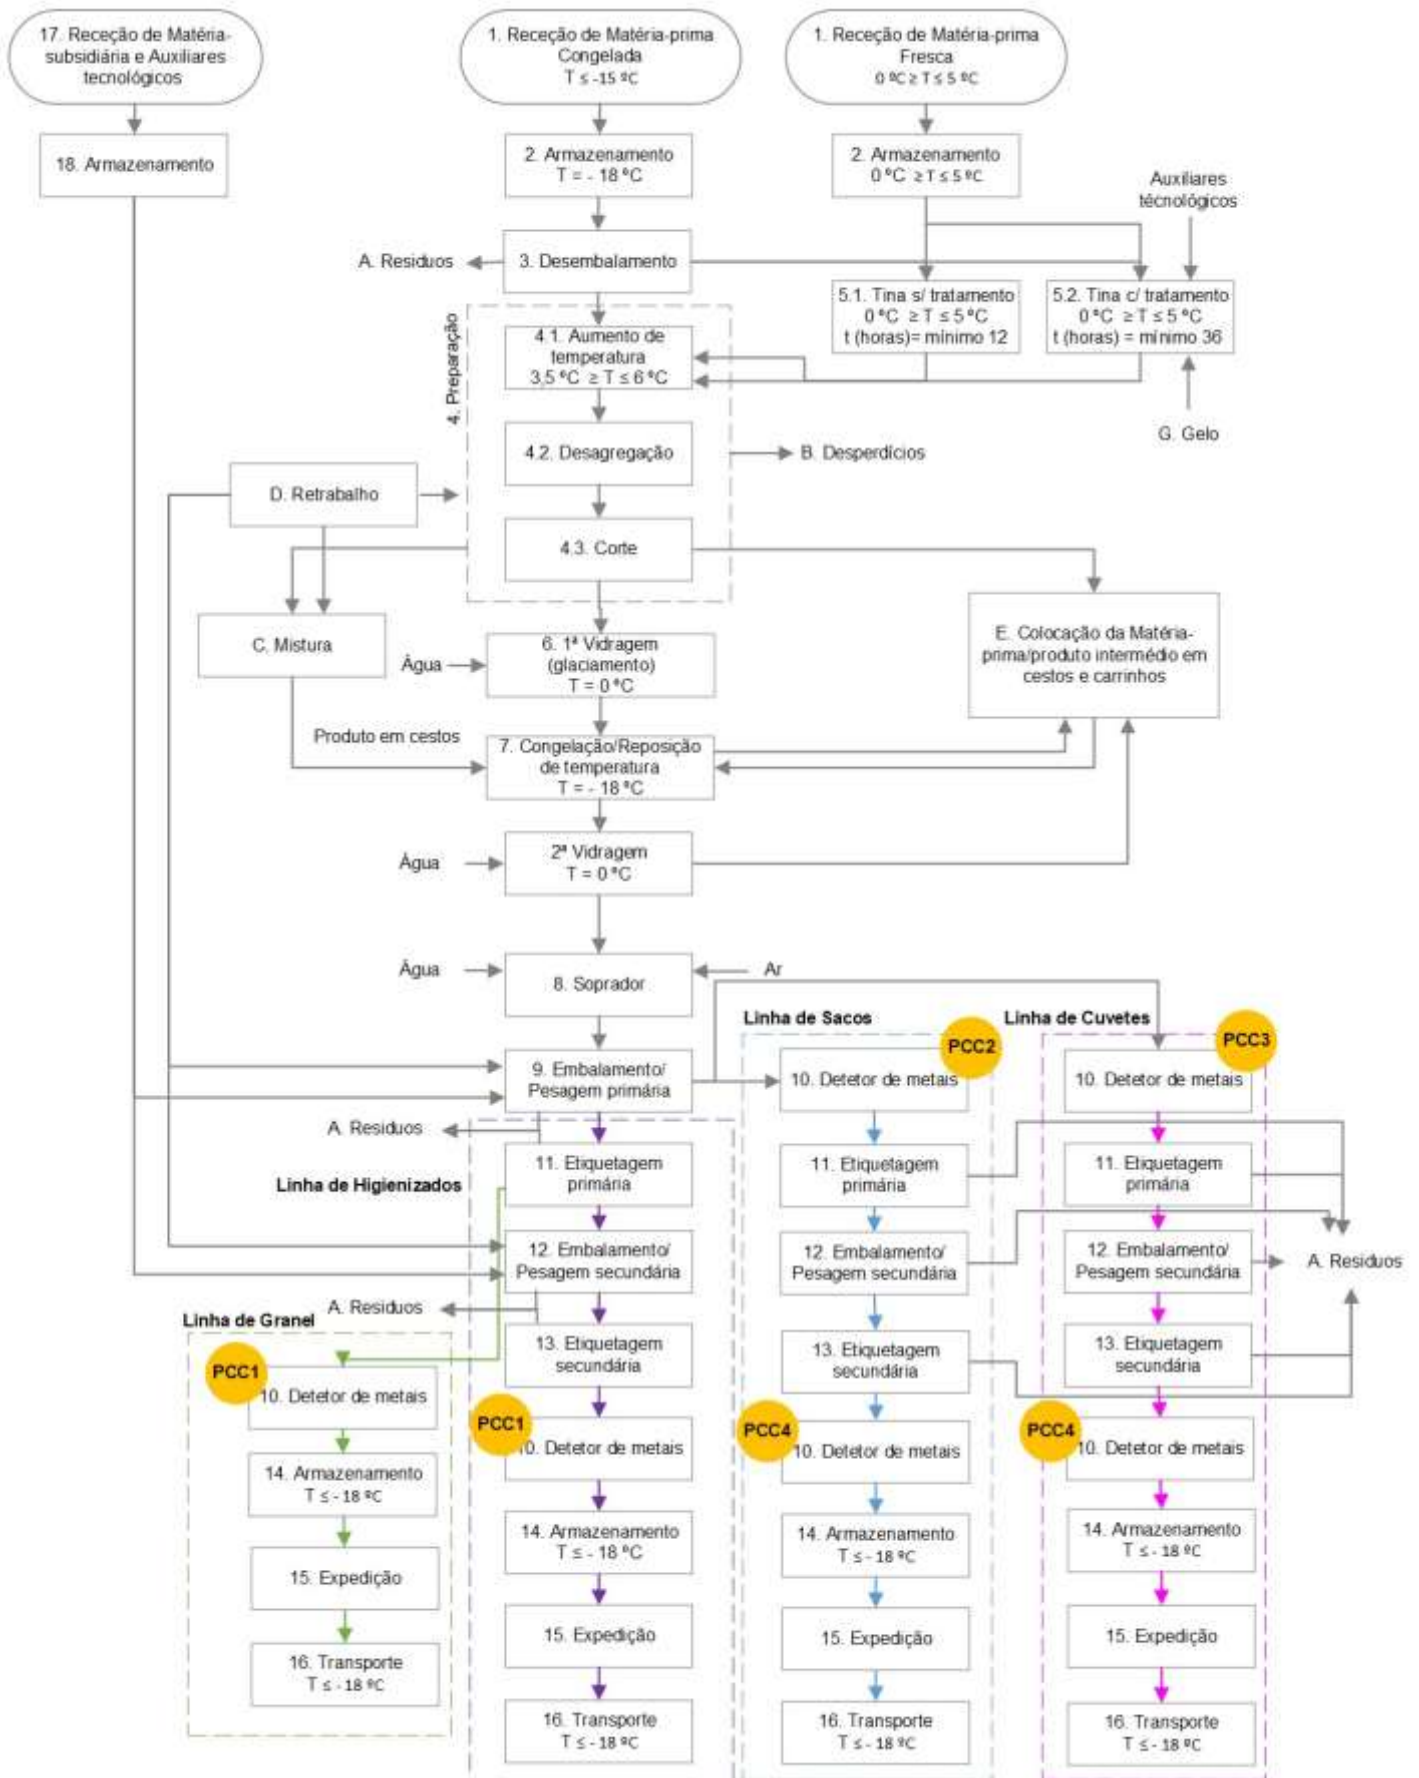 17. Receção de Matéria-
subsidiária e Auxiliares
tecnológicos
1. Receção de Matéria-prima
Congelada
T ≤ -15 ºC
1. Receção de Matéria-prima
Fresca
0 ºC ≥ T ≤ 5 ºC
18. Armazenamento
2. Armazenamento
T = - 18 ºC
2. Armazenamento
0 ºC ≥ T ≤ 5 ºC
Auxiliares
técnológicos
A. Residuos
3. Desembalamento
5.1. Tina s/ tratamento
0 ºC ≥ T ≤ 5 ºC
t (horas)= mínimo 12
5.2. Tina c/ tratamento
0 ºC ≥ T ≤ 5 ºC
t (horas) = mínimo 36
4. Preparação
4.1. Aumento de
temperatura
3,5 ºC ≥ T ≤ 6 ºC
G. Gelo
4.2. Desagregação
B. Desperdícios
D. Retrabalho
4.3. Corte
C. Mistura
Água
6. 1ª Vidragem
(glaciamento)
T = 0 ºC
E. Colocação da Matéria-
prima/produto intermédio em
cestos e carrinhos
Produto em cestos
7. Congelação/Reposição
de temperatura
T = - 18 ºC
Água
2ª Vidragem
T = 0 ºC
Água
8. Soprador
Ar
Linha de Sacos
Linha de Cuvetes
PCC2
PCC3
9. Embalamento/
Pesagem primária
10. Detetor de metais
10. Detetor de metais
A. Residuos
Linha de Higienizados
11. Etiquetagem
primária
11. Etiquetagem
primária
11. Etiquetagem
primária
12. Embalamento/
Pesagem secundária
12. Embalamento/
Pesagem secundária
12. Embalamento/
Pesagem secundária
A. Residuos
A. Residuos
Linha de Granel
13. Etiquetagem
secundária
13. Etiquetagem
secundária
13. Etiquetagem
secundária
PCC1
10. Detetor de metais
PCC1
10. Detetor de metais
PCC4
10. Detetor de metais
PCC4
10. Detetor de metais
14. Armazenamento
T ≤ - 18 ºC
14. Armazenamento
T ≤ - 18 ºC
14. Armazenamento
T ≤ - 18 ºC
14. Armazenamento
T ≤ - 18 ºC
15. Expedição
15. Expedição
15. Expedição
15. Expedição
16. Transporte
T ≤ - 18 ºC
16. Transporte
T ≤ - 18 ºC
16. Transporte
T ≤ - 18 ºC
16. Transporte
T ≤ - 18 ºC